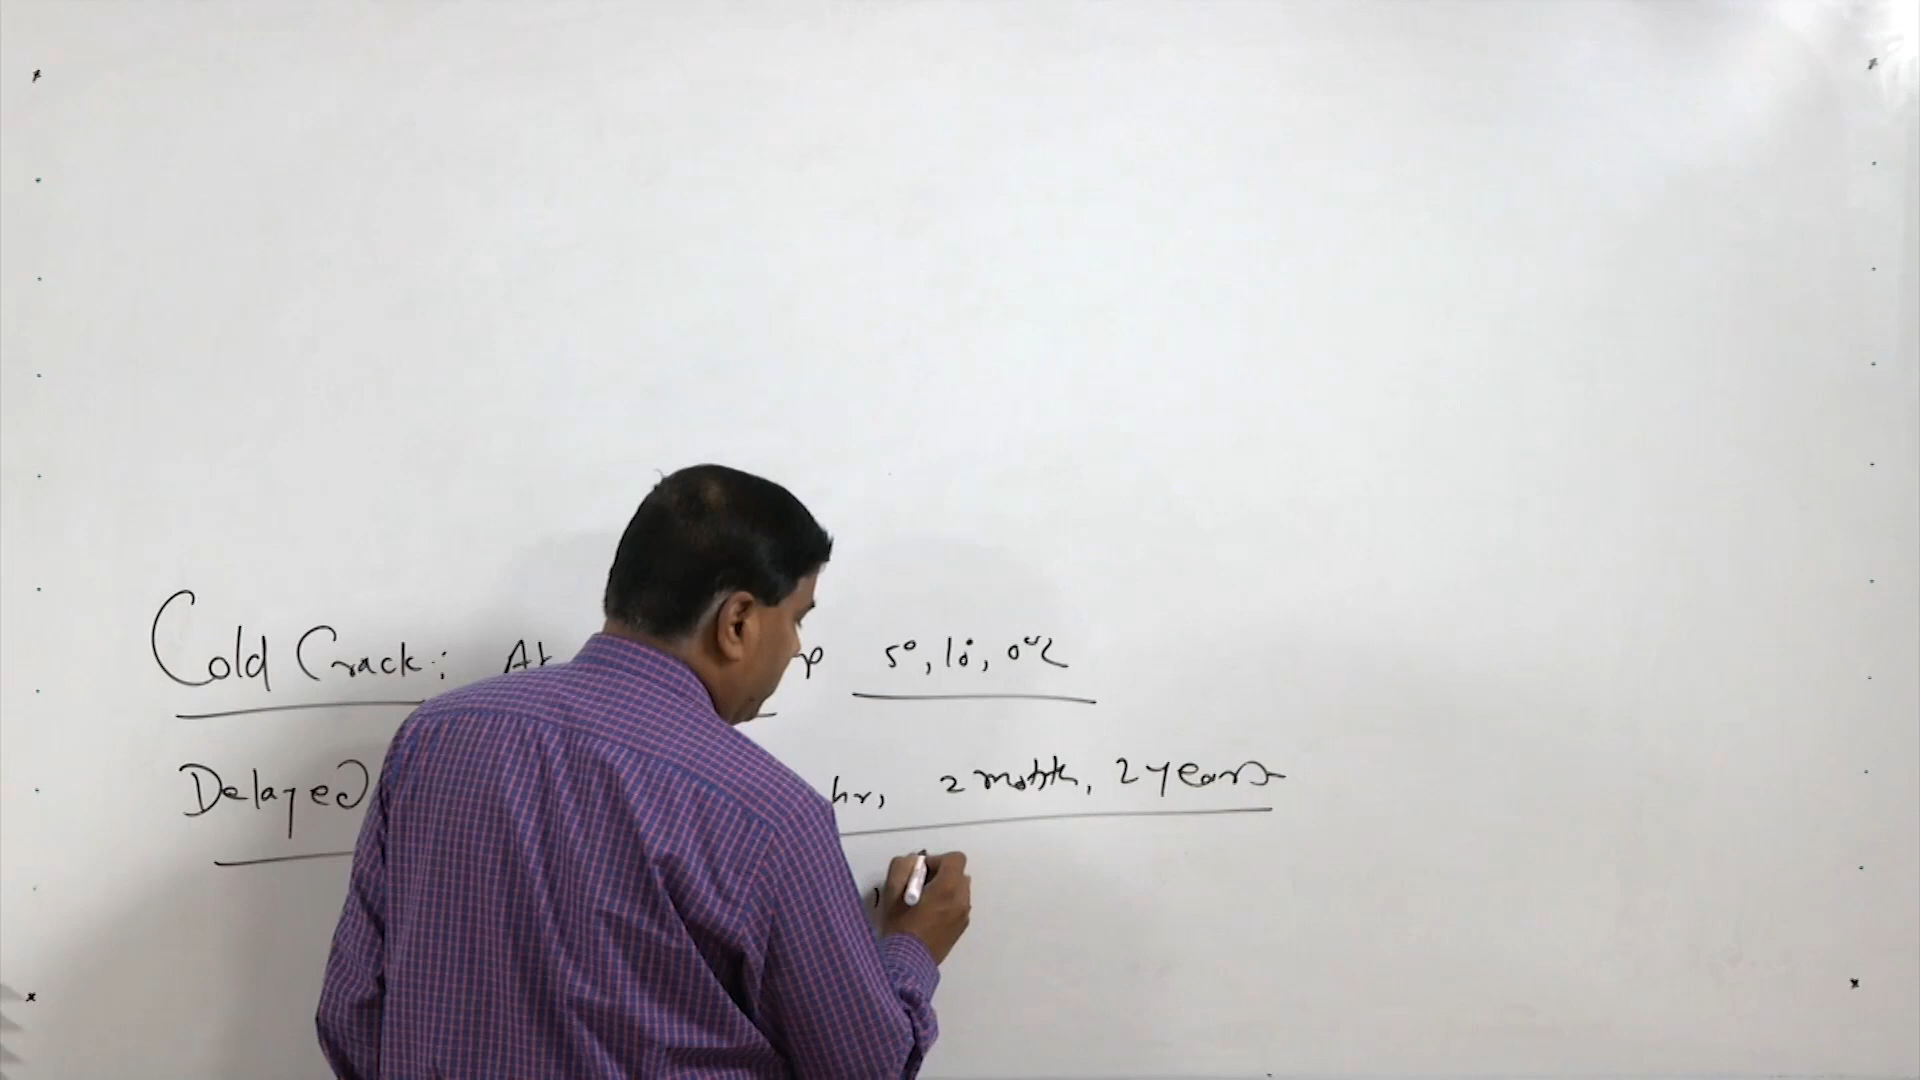 Cold Crack: At p 5°, 10°, 0°C
Delayed hr, 2 month, 2 years